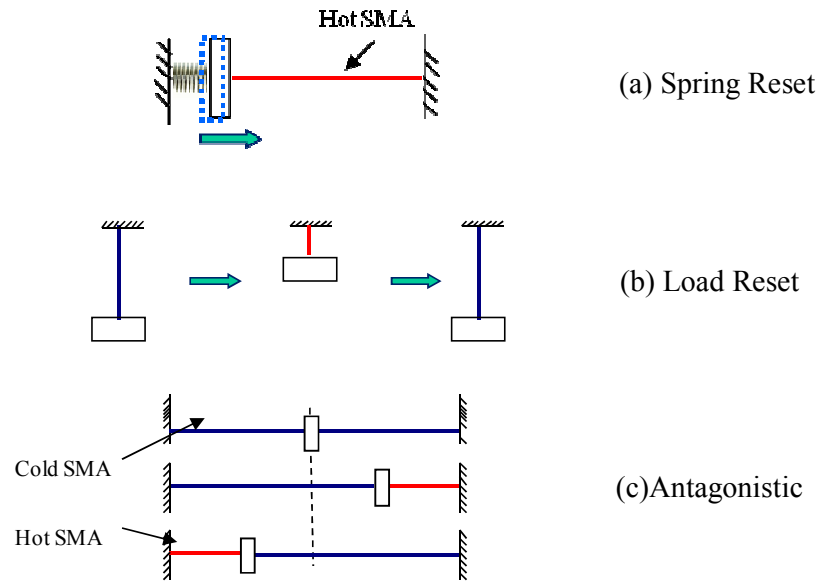 Hot SMA
(a) Spring Reset
(b) Load Reset
Cold SMA
(c)Antagonistic
Hot SMA